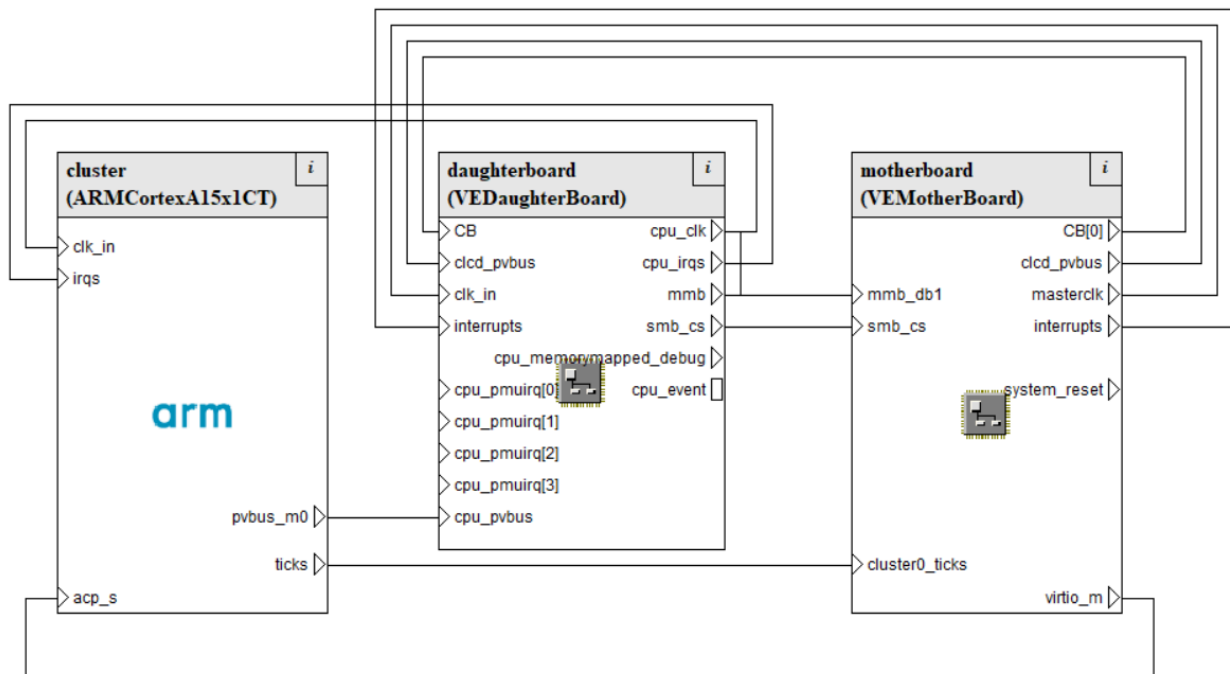 cluster
(ARMCortexA15x1CT)
i
clk_in
irqs
arm
pvbus_m0
ticks
acp_s
daughterboard
(VEDaughterBoard)
i
CB
cpu_clk
clcd_pvbus
cpu_irqs
clk_in
mmb
interrupts
smb_cs
cpu_memorymapped_debug
cpu_pmuirq[0]
cpu_event
cpu_pmuirq[1]
cpu_pmuirq[2]
cpu_pmuirq[3]
cpu_pvbus
motherboard
(VEMotherBoard)
i
CB[0]
clcd_pvbus
mmb_db1
masterclk
smb_cs
interrupts
system_reset
cluster0_ticks
virtio_m